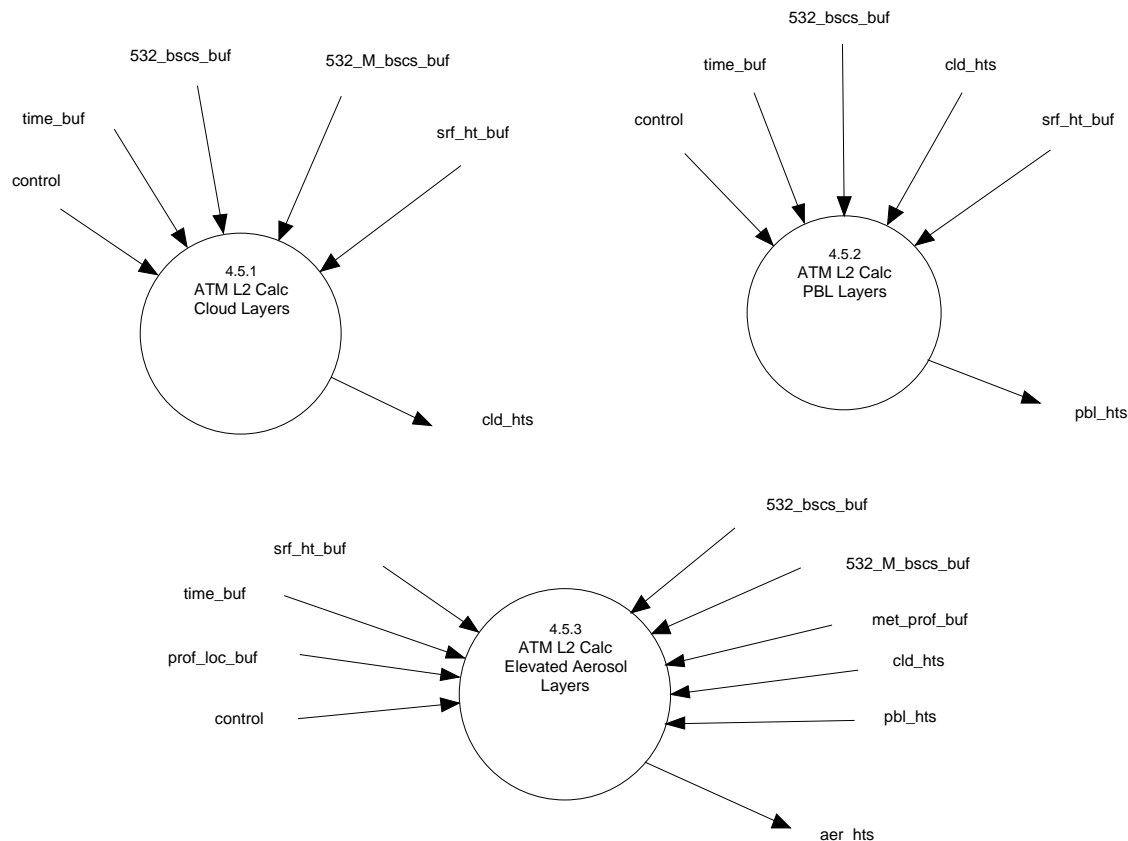 532_bscs_buf
532_M_bscs_buf
time_buf
srf_ht_buf
control
4.5.1
ATM L2 Calc
Cloud Layers
cld_hts
532_bscs_buf
time_buf
cld_hts
control
srf_ht_buf
4.5.2
ATM L2 Calc
PBL Layers
pbl_hts
532_bscs_buf
srf_ht_buf
532_M_bscs_buf
time_buf
met_prof_buf
prof_loc_buf
cld_hts
control
pbl_hts
4.5.3
ATM L2 Calc
Elevated Aerosol
Layers
aer_hts